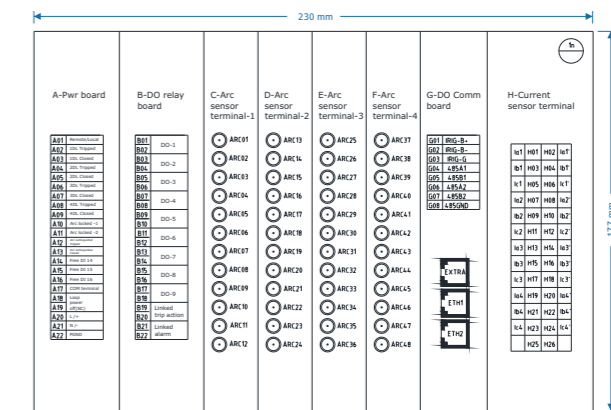 230 mm
1n
A-Pwr board
B-DO relay
board
C-Arc
sensor
terminal-1
D-Arc
sensor
terminal-2
E-Arc
sensor
terminal-3
F-Arc
sensor
terminal-4
G-DO Comm
board
H-Current
sensor terminal
A01 Remote/Local
A02 1DL Tripped
A03 1DL Closed
A04 2DL Tripped
A05 2DL Closed
A06 3DL Tripped
A07 3DL Closed
A08 4DL Tripped
A09 4DL Closed
A10 Arc locked -1
A11 Arc locked -2
A12
A13
A14 Free DI 14
A15 Free DI 15
A16 Free DI 16
A17 COM terminal
A18 Loop
power
A19 off(NC)
A20 L /+
A21 N /-
A22
B01
B02 DO-1
B03
B04 DO-2
B05
B06 DO-3
B07
B08 DO-4
B09
B10 DO-5
B11
B12 DO-6
B13
B14 DO-7
B15
B16 DO-8
B17
B18 DO-9
B19 Linked
B20 trip action
B21 Linked
B22 alarm
ARC01
ARC02
ARC03
ARC04
ARC05
ARC06
ARC07
ARC08
ARC09
ARC10
ARC11
ARC12
ARC13
ARC14
ARC15
ARC16
ARC17
ARC18
ARC19
ARC20
ARC21
ARC22
ARC23
ARC24
ARC25
ARC26
ARC27
ARC28
ARC29
ARC30
ARC31
ARC32
ARC33
ARC34
ARC35
ARC36
ARC37
ARC38
ARC39
ARC40
ARC41
ARC42
ARC43
ARC44
ARC45
ARC46
ARC47
ARC48
G01 IRIG-B+
G02 IRIG-B-
G03 IRIG-G
G04 485A1
G05 485B1
G06 485A2
G07 485B2
G08 485GND
EXTRA
ETH1
ETH2
Ia1 H01 H02 Ia1'
Ib1 H03 H04 Ib1'
Ic1 H05 H06 Ic1'
Ia2 H07 H08 Ia2'
Ib2 H09 H10 Ib2'
Ic2 H11 H12 Ic2'
Ia3 H13 H14 Ia3'
Ib3 H15 H16 Ib3'
Ic3 H17 H18 Ic3'
Ia4 H19 H20 Ia4'
Ib4 H21 H22 Ib4'
Ic4 H23 H24 Ic4'
H25 H26
177 mm